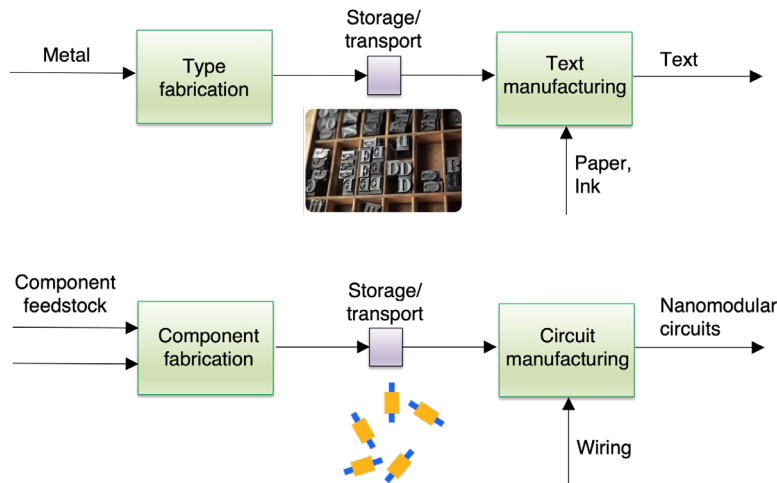 Storage/
transport
Metal
Type
fabrication
Text
manufacturing
Text
Paper,
Ink
Component
feedstock
Storage/
transport
Component
fabrication
Circuit
manufacturing
Nanomodular
circuits
Wiring